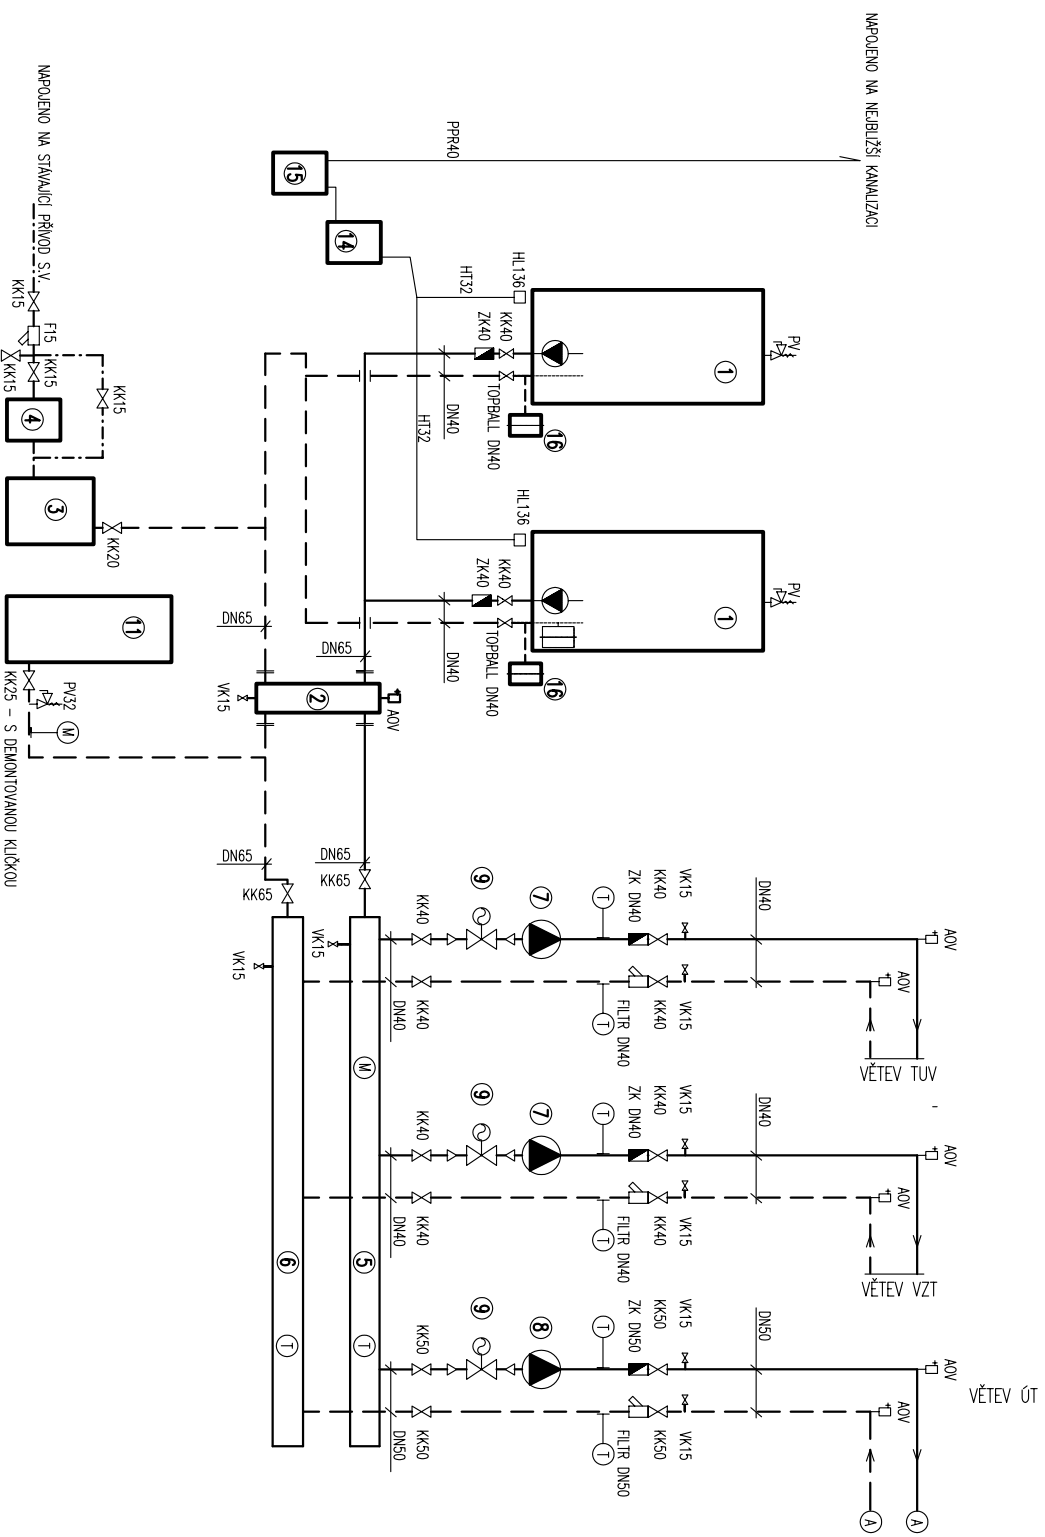 NAPOJENO NA NEJBLIŽŠÍ KANALIZACI
NAPOJENO NA STÁVAJÍCÍ PŘÍVOD S.V.
PPR40
15
14
HT32
HL136
ZK40
KK40
1
PV
TOPBALL DN40
16
DN40
HT32
HL136
ZK40
KK40
1
PV
TOPBALL DN40
16
DN40
KK15
F15
KK15
KK15
KK15
4
3
KK20
11
KK25 - S DEMONTOVANOU KLIČKOU
PV32
M
DN65
DN65
VK15
2
AOV
DN65
DN65
KK65
KK65
VK15
VK15
6
T
5
M
T
KK40
9
7
T
ZK DN40
KK40
VK15
DN40
AOV
AOV
DN40
KK40
T
FILTR DN40
KK40
VK15
VĚTEV TUV
-
KK40
9
7
T
ZK DN40
KK40
VK15
DN40
AOV
AOV
DN40
KK40
T
FILTR DN40
KK40
VK15
VĚTEV VZT
KK50
9
8
T
ZK DN50
KK50
VK15
DN50
AOV
AOV
DN50
KK50
T
FILTR DN50
KK50
VK15
VĚTEV ÚT
A
A